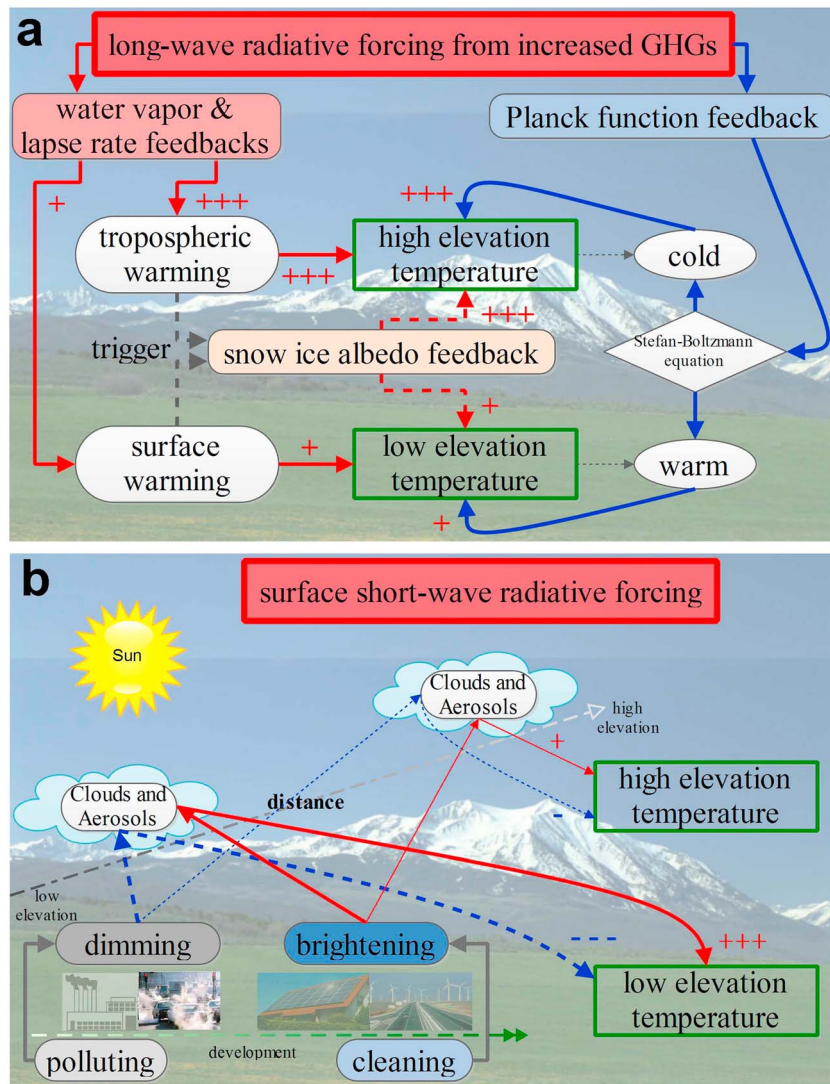 a
long-wave radiative forcing from increased GHGs
water vapor &
lapse rate feedbacks
Planck function feedback
+
+++
+++
tropospheric
warming
+++
high elevation
temperature
cold
+++
trigger
snow ice albedo feedback
Stefan-Boltzmann
equation
+
surface
warming
+
low elevation
temperature
warm
+
b
surface short-wave radiative forcing
Sun
Clouds and
Aerosols
high
elevation
+
high elevation
temperature
Clouds and
Aerosols
distance
-
low
elevation
dimming
brightening
---
+++
low elevation
temperature
development
polluting
cleaning